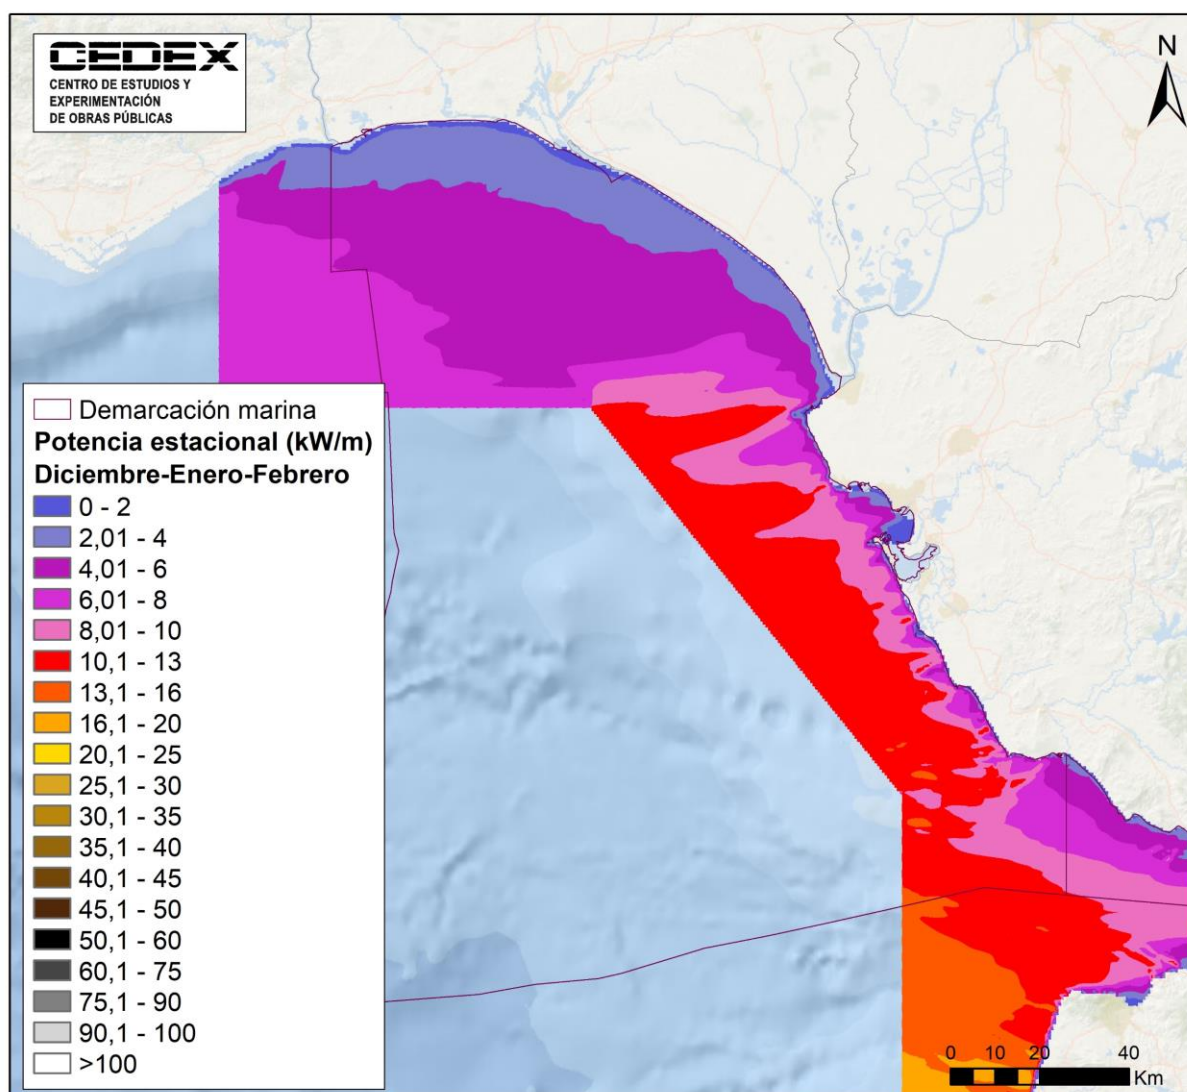 CEDEX
CENTRO DE ESTUDIOS Y
EXPERIMENTACIÓN
DE OBRAS PÚBLICAS
N
Demarcación marina
Potencia estacional (kW/m)
Diciembre-Enero-Febrero
0 - 2
2,01 - 4
4,01 - 6
6,01 - 8
8,01 - 10
10,1 - 13
13,1 - 16
16,1 - 20
20,1 - 25
25,1 - 30
30,1 - 35
35,1 - 40
40,1 - 45
45,1 - 50
50,1 - 60
60,1 - 75
75,1 - 90
90,1 - 100
>100
0 10 20 40
Km